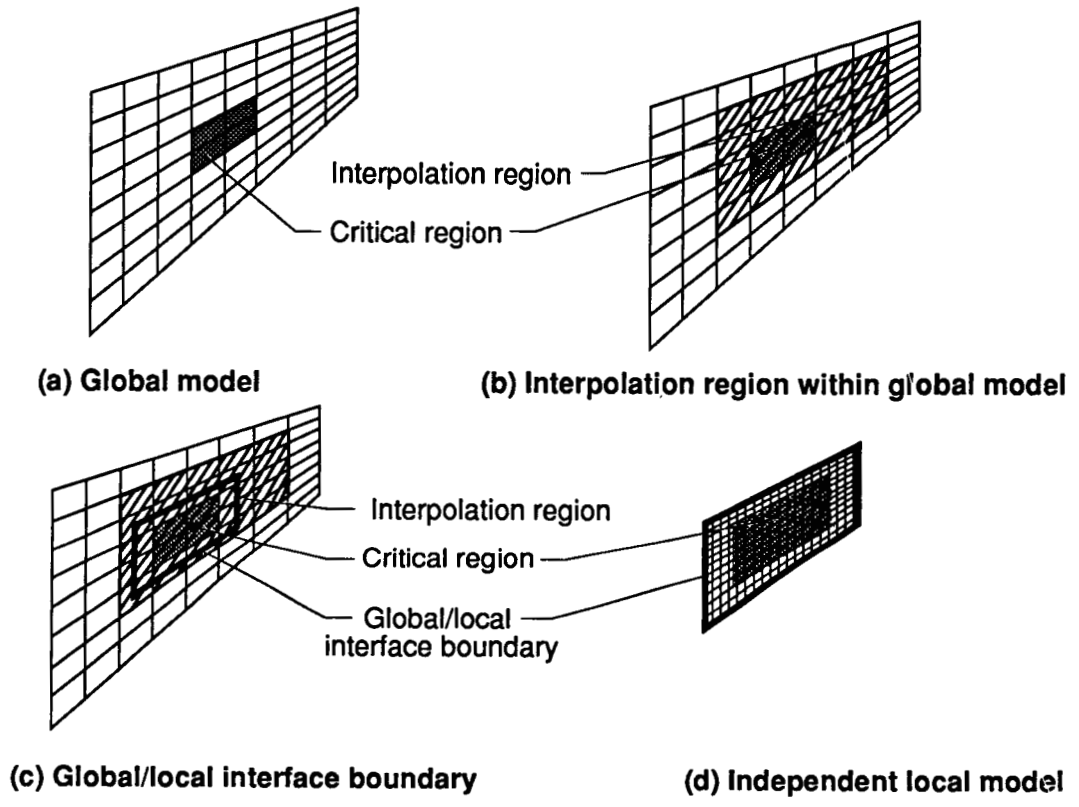 Interpolation region
Critical region
(a) Global model
(b) Interpolation region within global model
Interpolation region
Critical region
Global/local
interface boundary
(c) Global/local interface boundary
(d) Independent local model